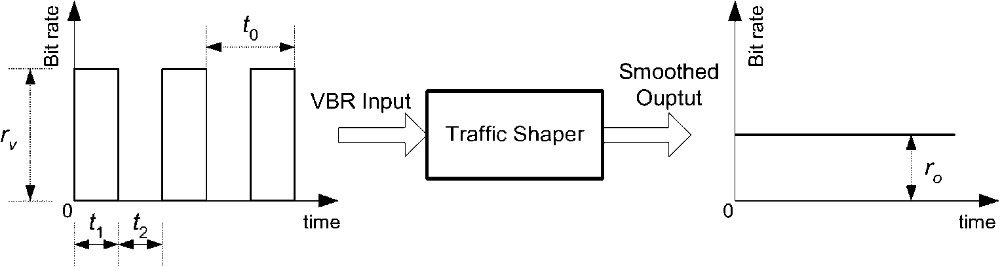 Bit rate
t0
rv
0
t1
t2
time
VBR Input
Traffic Shaper
Smoothed
Ouptut
Bit rate
ro
0
time